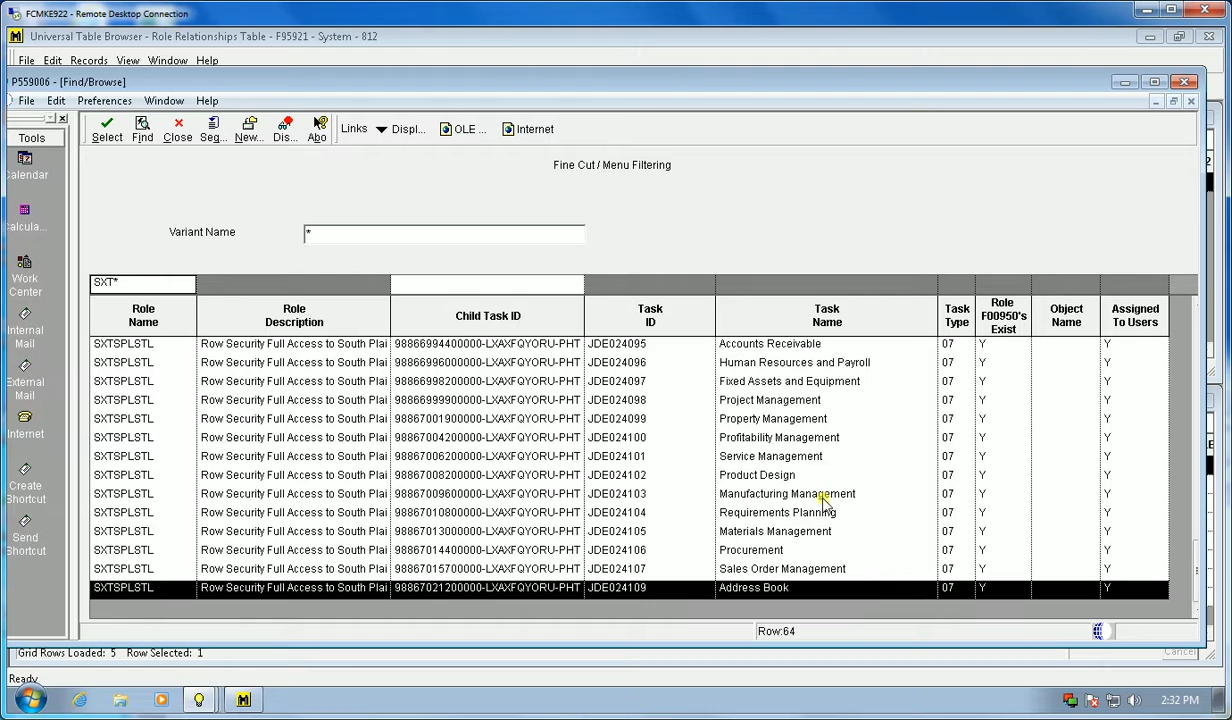 FCMKE922 - Remote Desktop Connection
Universal Table Browser - Role Relationships Table - F95921 - System - 812
File Edit Records View Window Help
P559006 - [Find/Browse]
File Edit Preferences Window Help
Tools
Select Find Close Seq... New... Dis... Abo Links Displ... OLE ... Internet
Fine Cut / Menu Filtering
Variant Name *
alendar
alcula...
Work
Center
nternal
Mail
External
Mail
nternet
Create
Shortcut
Send
Shortcut
SXT*
Role Name Role Description Child Task ID Task ID Task Name Task Type Role F00950's Exist Object Name Assigned To Users
SXTSPLSTL Row Security Full Access to South Plai 98866994400000-LXAXFQYORU-PHT JDE024095 Accounts Receivable 07 Y Y
SXTSPLSTL Row Security Full Access to South Plai 98866996000000-LXAXFQYORU-PHT JDE024096 Human Resources and Payroll 07 Y Y
SXTSPLSTL Row Security Full Access to South Plai 98866998200000-LXAXFQYORU-PHT JDE024097 Fixed Assets and Equipment 07 Y Y
SXTSPLSTL Row Security Full Access to South Plai 98866999900000-LXAXFQYORU-PHT JDE024098 Project Management 07 Y Y
SXTSPLSTL Row Security Full Access to South Plai 98867001900000-LXAXFQYORU-PHT JDE024099 Property Management 07 Y Y
SXTSPLSTL Row Security Full Access to South Plai 98867004200000-LXAXFQYORU-PHT JDE024100 Profitability Management 07 Y Y
SXTSPLSTL Row Security Full Access to South Plai 98867006200000-LXAXFQYORU-PHT JDE024101 Service Management 07 Y Y
SXTSPLSTL Row Security Full Access to South Plai 98867008200000-LXAXFQYORU-PHT JDE024102 Product Design 07 Y Y
SXTSPLSTL Row Security Full Access to South Plai 98867009600000-LXAXFQYORU-PHT JDE024103 Manufacturing Management 07 Y Y
SXTSPLSTL Row Security Full Access to South Plai 98867010800000-LXAXFQYORU-PHT JDE024104 Requirements Planning 07 Y Y
SXTSPLSTL Row Security Full Access to South Plai 98867013000000-LXAXFQYORU-PHT JDE024105 Materials Management 07 Y Y
SXTSPLSTL Row Security Full Access to South Plai 98867014400000-LXAXFQYORU-PHT JDE024106 Procurement 07 Y Y
SXTSPLSTL Row Security Full Access to South Plai 98867015700000-LXAXFQYORU-PHT JDE024107 Sales Order Management 07 Y Y
SXTSPLSTL Row Security Full Access to South Plai 98867021200000-LXAXFQYORU-PHT JDE024109 Address Book 07 Y Y
Row:64
Grid Rows Loaded: 5 Row Selected: 1 Cancel
Ready
2:32 PM